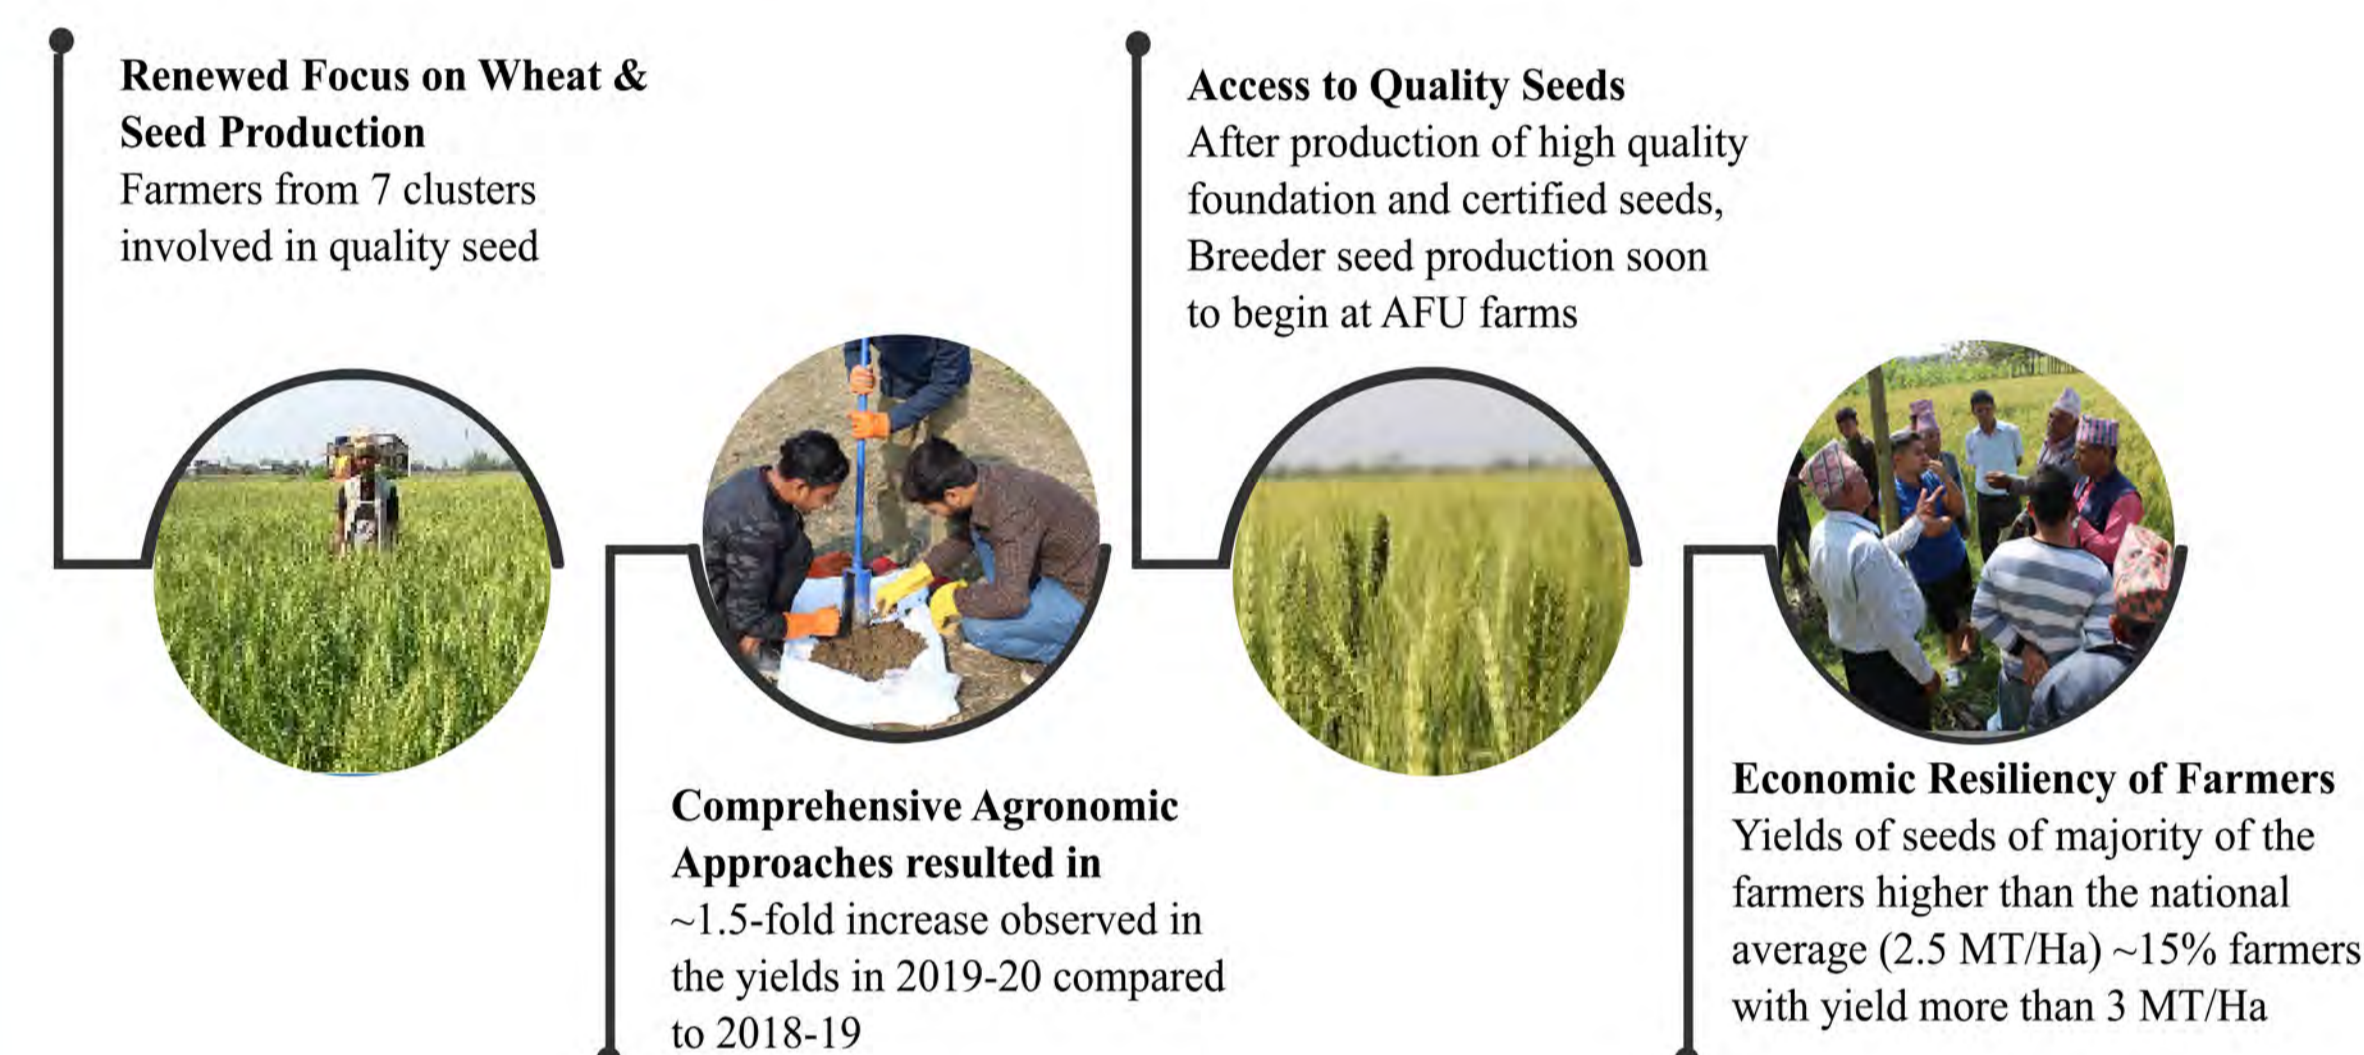 Renewed Focus on Wheat &
Seed Production
Farmers from 7 clusters
involved in quality seed
Comprehensive Agronomic
Approaches resulted in
~1.5-fold increase observed in
the yields in 2019-20 compared
to 2018-19
Access to Quality Seeds
After production of high quality
foundation and certified seeds,
Breeder seed production soon
to begin at AFU farms
Economic Resiliency of Farmers
Yields of seeds of majority of the
farmers higher than the national
average (2.5 MT/Ha) ~15% farmers
with yield more than 3 MT/Ha